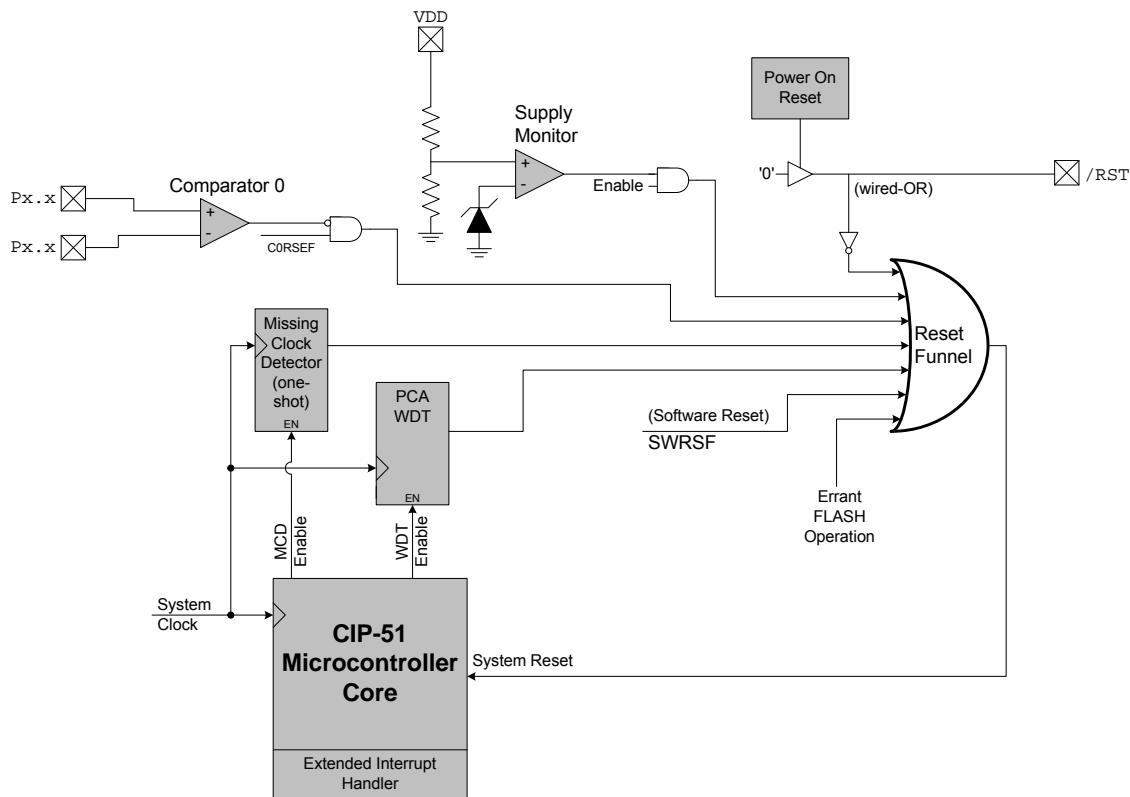 VDD
Power On
Reset
Supply
Monitor
+
-
Enable
'0'
(wired-OR)
/RST
Comparator 0
Px.x
Px.x
+
-
C0RSEF
Missing
Clock
Detector
(one-
shot)
EN
PCA
WDT
EN
Reset
Funnel
(Software Reset)
SWRSF
Errant
FLASH
Operation
MCD
Enable
WDT
Enable
System
Clock
CIP-51
Microcontroller
Core
System Reset
Extended Interrupt
Handler